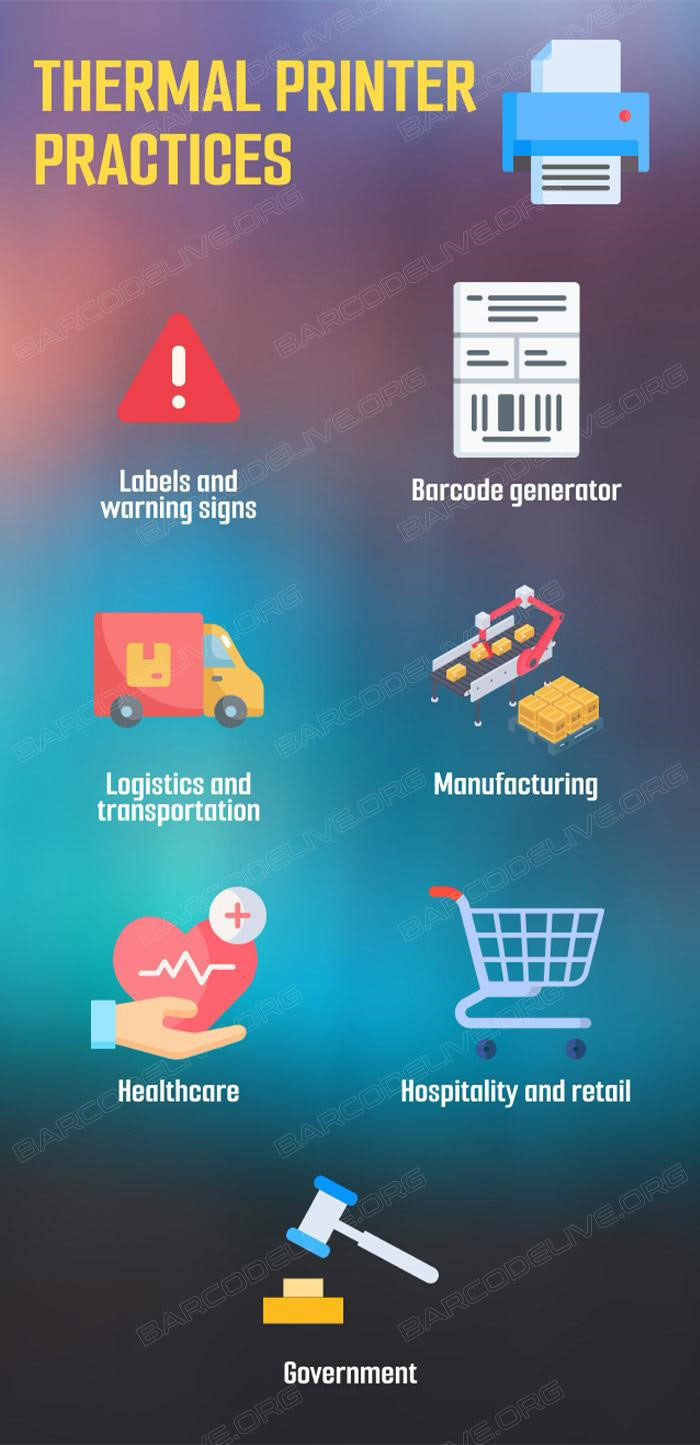 THERMAL PRINTER
PRACTICES
Labels and
warning signs
Barcode generator
Logistics and
transportation
Manufacturing
Healthcare
Hospitality and retail
Government
BARCODELIVE.ORG